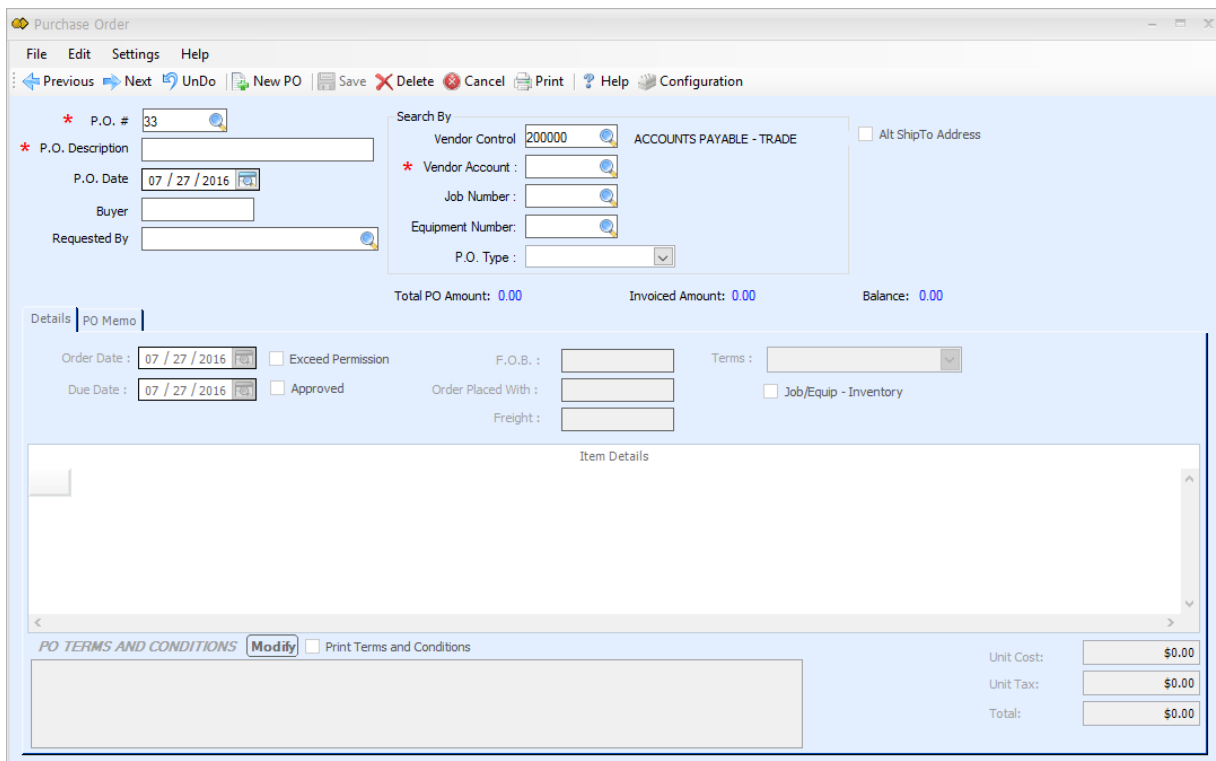 Purchase Order
File Edit Settings Help
Previous Next UnDo New PO Save Delete Cancel Print Help Configuration
* P.O. # 33
* P.O. Description
P.O. Date 07 / 27 / 2016
Buyer
Requested By
Search By
Vendor Control 200000 ACCOUNTS PAYABLE - TRADE
* Vendor Account :
Job Number :
Equipment Number:
P.O. Type :
Alt ShipTo Address
Total PO Amount: 0.00 Invoiced Amount: 0.00 Balance: 0.00
Details PO Memo
Order Date : 07 / 27 / 2016 Exceed Permission F.O.B. : Terms :
Due Date : 07 / 27 / 2016 Approved Order Placed With : Job/Equip - Inventory
Freight :
Item Details
PO TERMS AND CONDITIONS Modify Print Terms and Conditions
Unit Cost: $0.00
Unit Tax: $0.00
Total: $0.00